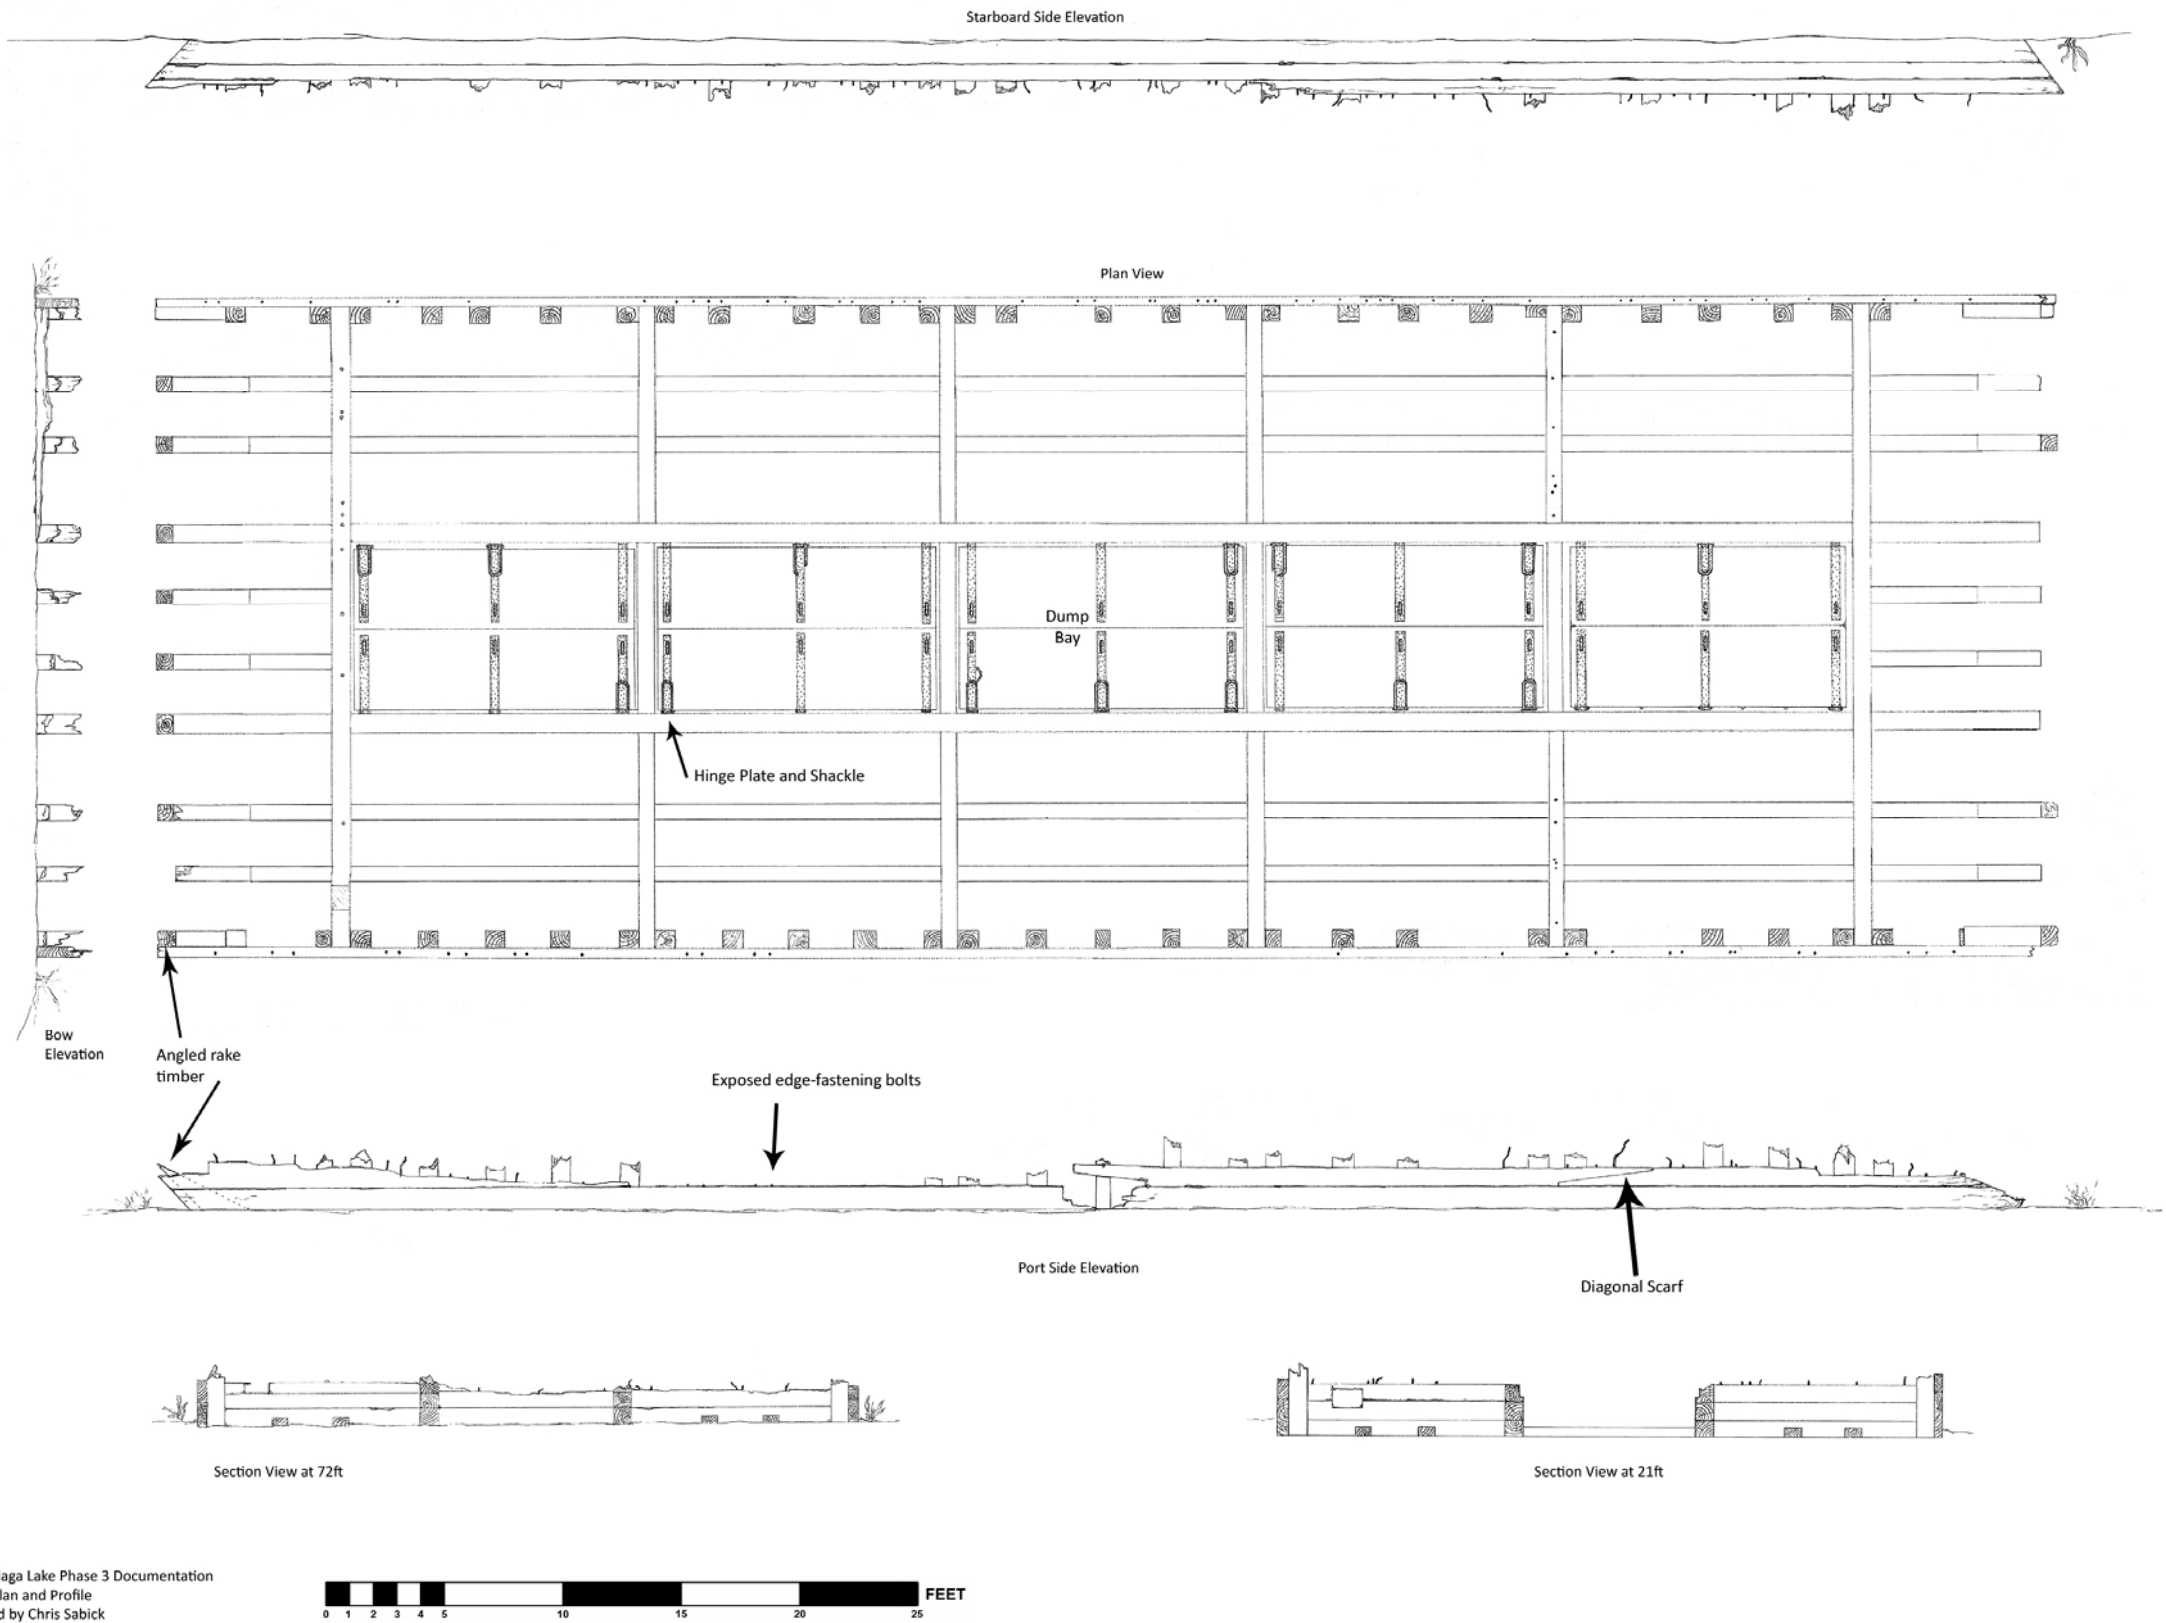 Starboard Side Elevation
Plan View
Dump
Bay
Hinge Plate and Shackle
Bow
Elevation
Angled rake
timber
Exposed edge-fastening bolts
Port Side Elevation
Diagonal Scarf
Section View at 72ft
Section View at 21ft
Lake Phase 3 Documentation
and Profile
by Chris Sabick
FEET
0 1 2 3 4 5 10 15 20 25